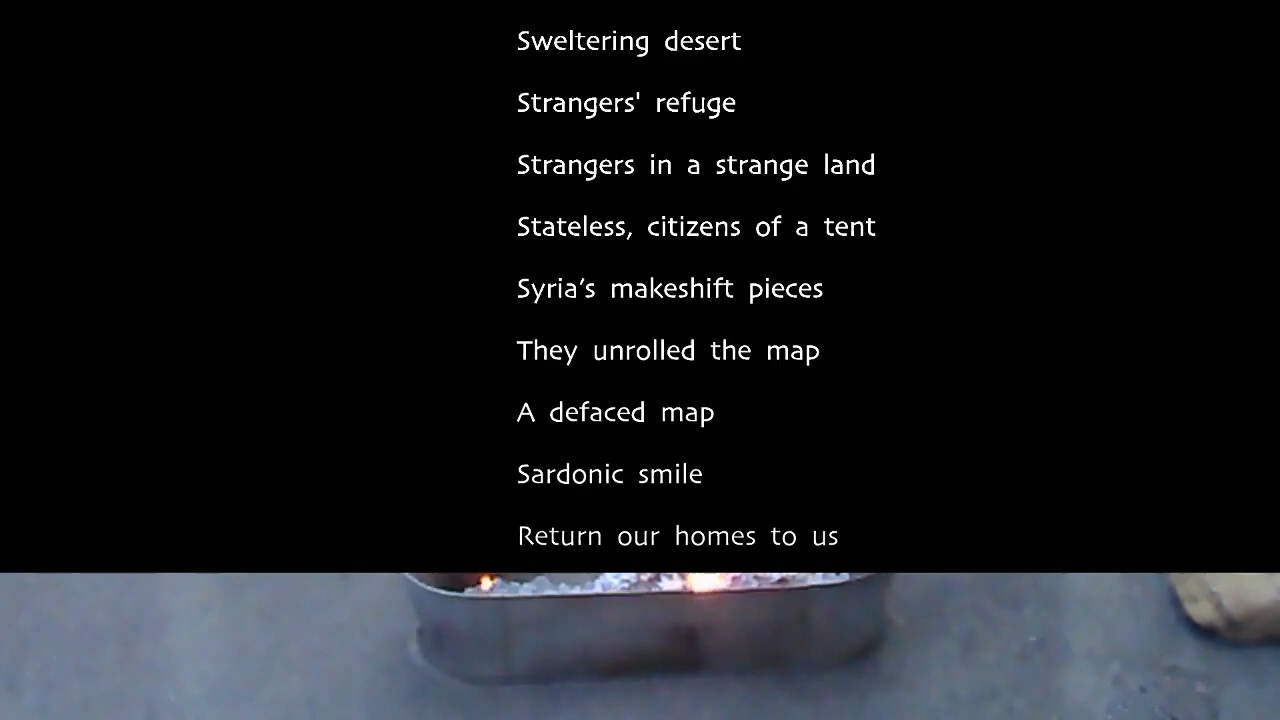 Sweltering desert
Strangers' refuge
Strangers in a strange land
Stateless, citizens of a tent
Syria’s makeshift pieces
They unrolled the map
A defaced map
Sardonic smile
Return our homes to us